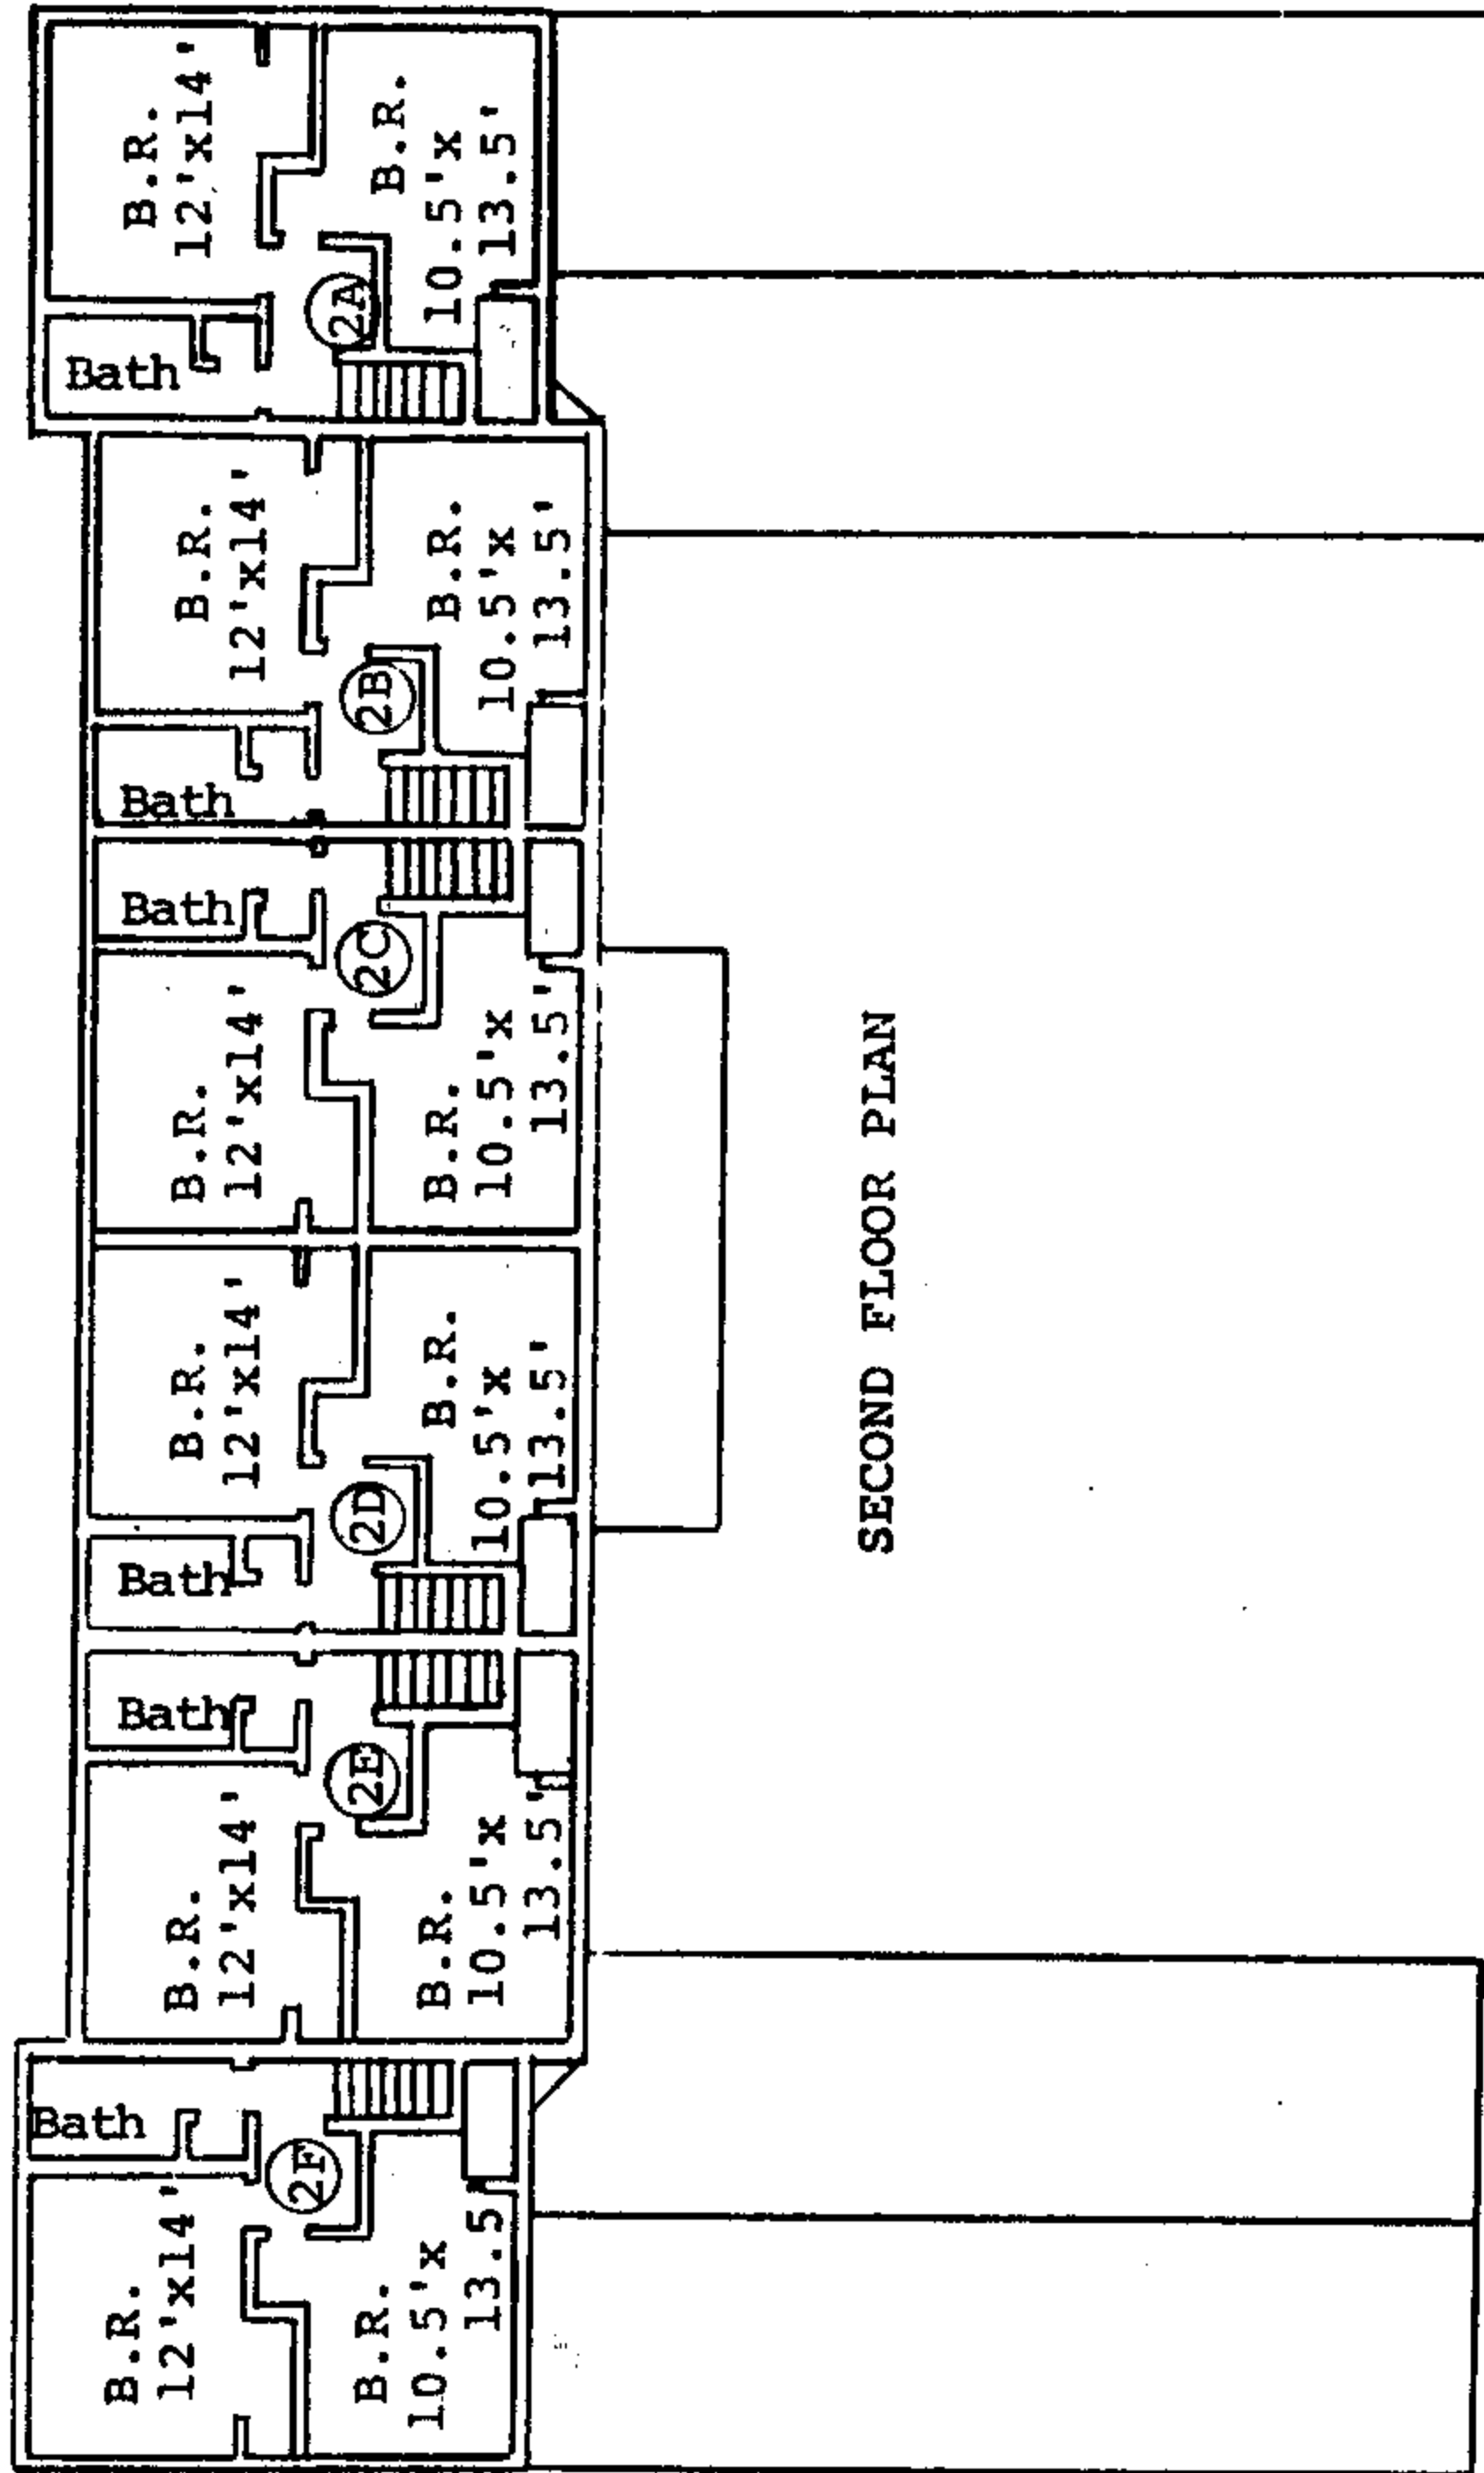 Bath
B.R.
12'x14'
2F
B.R.
10.5'x
13.5
B.R.
12'x14'
Bath
2E
B.R.
10.5'x
13.5'
Bath
B.R.
12'x14'
2D
B.R.
10.5'x
13.5'
B.R.
12'x14'
Bath
2C
B.R.
10.5'x
13.5'
Bath
B.R.
12'x14'
2B
B.R.
10.5'x
13.5'
Bath
B.R.
12'x14'
2A
B.R.
10.5'x
13.5'
SECOND FLOOR PLAN